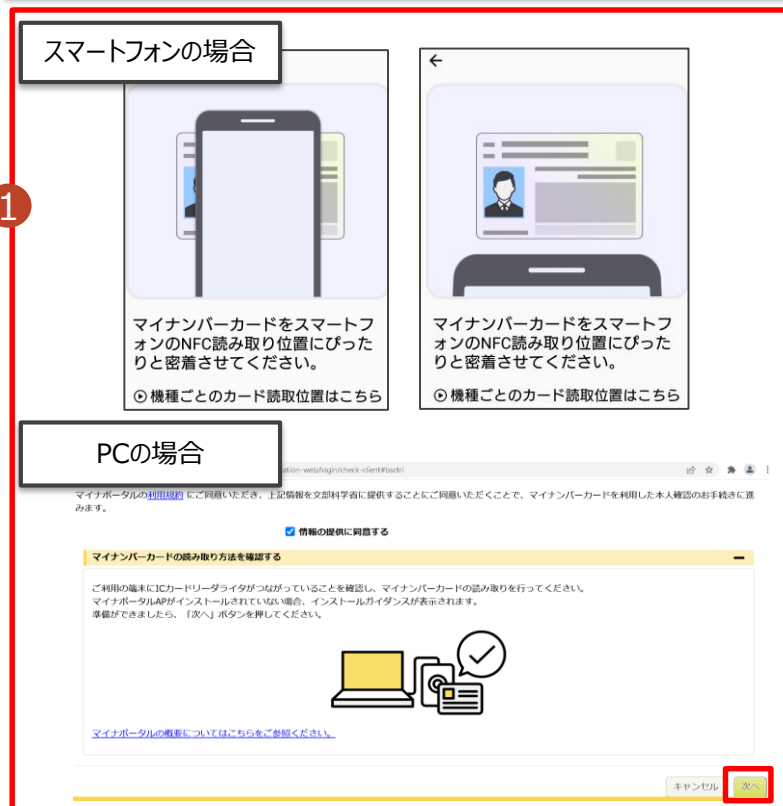 スマートフォンの場合
1
マイナンバーカードをスマートフ
ォンのNFC読み取り位置にぴった
りと密着させてください。
機種ごとのカード読取位置はこちら
マイナンバーカードをスマートフ
ォンのNFC読み取り位置にぴった
りと密着させてください。
機種ごとのカード読取位置はこちら
PCの場合
ation-web/login/check-client#bsctrl
マイナポータルの利用規約 にご同意いただき、上記情報を文部科学省に提供することにご同意いただくことで、マイナンバーカードを利用した本人確認のお手続きに進
みます。
情報の提供に同意する
マイナンバーカードの読み取り方法を確認する
ご利用の端末にICカードリーダライタがつながっていることを確認し、マイナンバーカードの読み取りを行ってください。
マイナポータルAPがインストールされていない場合、インストールガイダンスが表示されます。
準備ができましたら、「次へ」ボタンを押してください。
マイナポータルの概要についてはこちらをご参照ください。
キャンセル 次へ